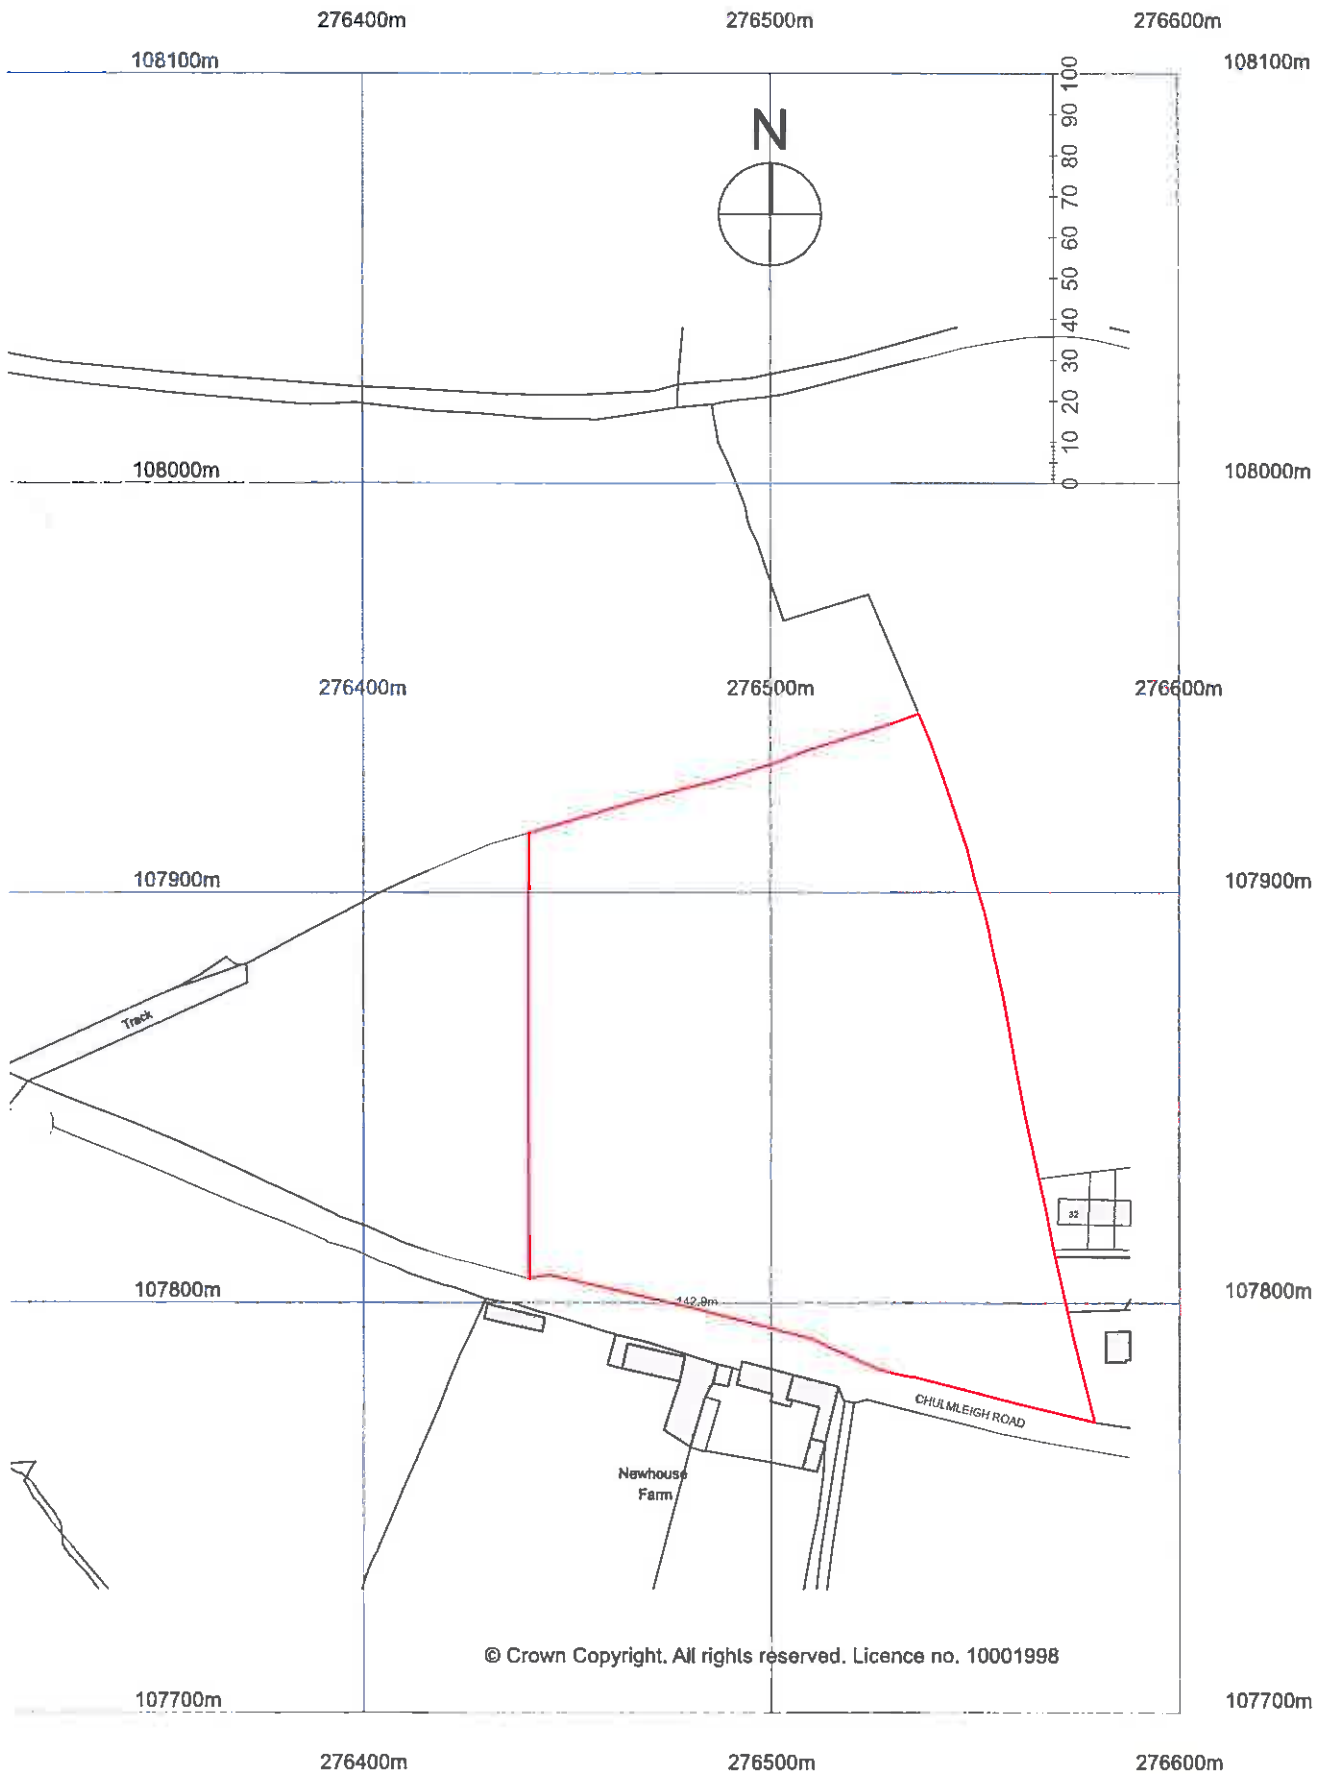 276400m 276500m 276600m
108100m 108100m
N
100
90
80
70
60
50
40
30
20
10
0
108000m 108000m
276400m 276500m 276600m
107900m 107900m
Track
32
107800m 107800m
142.9m
CHULMLEIGH ROAD
Newhouse
Farm
© Crown Copyright. All rights reserved. Licence no. 10001998
107700m 107700m
276400m 276500m 276600m